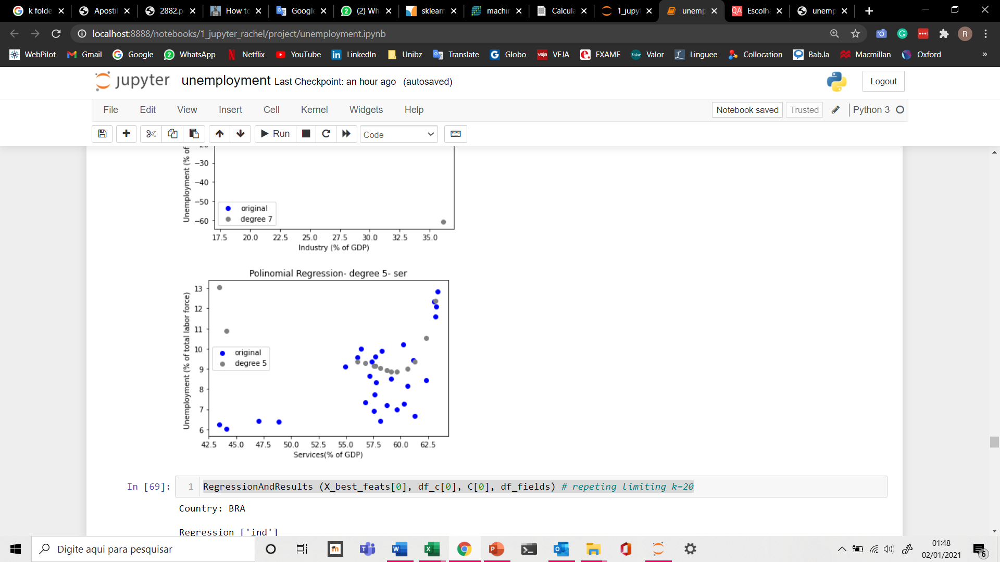 k folde Apostil 2882.p How to Google (2) Wh sklearn machin Calcula 1_jupy unemp Escolh unemp
localhost:8888/notebooks/1_jupyter_rachel/project/unemployment.ipynb R
WebPilot Gmail Google WhatsApp Netflix YouTube LinkedIn Unibz Translate Globo VEJA EXAME Valor Linguee Collocation Bab.la Macmillan Oxford »
jupyter unemployment Last Checkpoint: an hour ago (autosaved) Logout
File Edit View Insert Cell Kernel Widgets Help Notebook saved Trusted Python 3
Run Code
Unemployment (% of
−30
−40
−50
−60
original
degree 7
17.5 20.0 22.5 25.0 27.5 30.0 32.5 35.0
Industry (% of GDP)
Polinomial Regression- degree 5- ser
Unemployment (% of total labor force)
13
12
11
10
9
8
7
6
original
degree 5
42.5 45.0 47.5 50.0 52.5 55.0 57.5 60.0 62.5
Services(% of GDP)
In [69]: 1 RegressionAndResults (X_best_feats[0], df_c[0], C[0], df_fields) # repeting limiting k=20
Country: BRA
Regression ['ind']
Digite aqui para pesquisar
01:48
02/01/2021
6